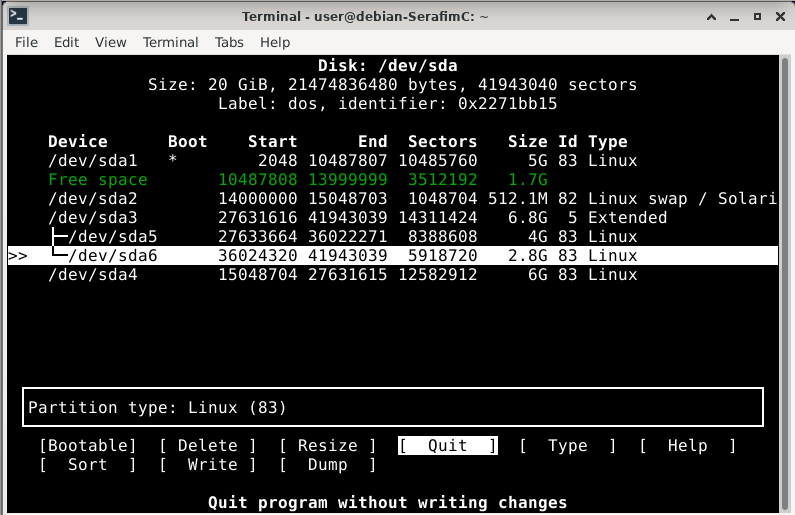 Terminal - user@debian-SerafimC: ~
File Edit View Terminal Tabs Help
Disk: /dev/sda
Size: 20 GiB, 21474836480 bytes, 41943040 sectors
Label: dos, identifier: 0x2271bb15
Device Boot Start End Sectors Size Id Type
/dev/sda1 * 2048 10487807 10485760 5G 83 Linux
Free space 10487808 13999999 3512192 1.7G
/dev/sda2 14000000 15048703 1048704 512.1M 82 Linux swap / Solari
/dev/sda3 27631616 41943039 14311424 6.8G 5 Extended
├─/dev/sda5 27633664 36022271 8388608 4G 83 Linux
>> └─/dev/sda6 36024320 41943039 5918720 2.8G 83 Linux
/dev/sda4 15048704 27631615 12582912 6G 83 Linux
Partition type: Linux (83)
[Bootable] [ Delete ] [ Resize ] [ Quit ] [ Type ] [ Help ]
[ Sort ] [ Write ] [ Dump ]
Quit program without writing changes